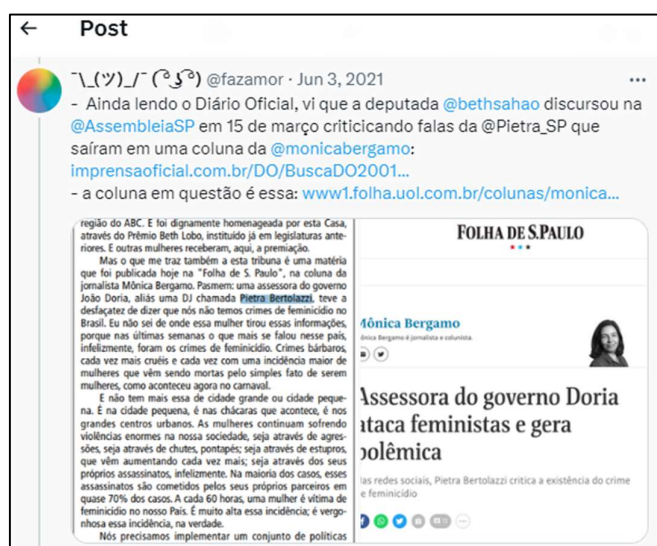 ← Post
¯\_(ツ)_/¯ ( ͡° ͜ʖ ͡°) @fazamor · Jun 3, 2021 ...
- Ainda lendo o Diário Oficial, vi que a deputada @bethsahao discursou na
@AssembleiaSP em 15 de março criticicando falas da @Pietra_SP que
saíram em uma coluna da @monicabergamo:
imprensaoficial.com.br/DO/BuscaDO2001...
- a coluna em questão é essa: www1.folha.uol.com.br/colunas/monica...
região do ABC. E foi dignamente homenageada por esta Casa,
através do Prêmio Beth Lobo, instituído já em legislaturas ante-
riores. E outras mulheres receberam, aqui, a premiação.
Mas o que me traz também a esta tribuna é uma matéria
que foi publicada hoje na "Folha de S. Paulo", na coluna da
jornalista Mônica Bergamo. Pasmem: uma assessora do governo
João Doria, aliás uma DJ chamada Pietra Bertolazzi, teve a
desfaçatez de dizer que nós não temos crimes de feminicídio no
Brasil. Eu não sei de onde essa mulher tirou essas informações,
porque nas últimas semanas o que mais se falou nesse país,
infelizmente, foram os crimes de feminicídio. Crimes bárbaros,
cada vez mais cruéis e cada vez com uma incidência maior de
mulheres que vêm sendo mortas pelo simples fato de serem
mulheres, como aconteceu agora no carnaval.
E não tem mais essa de cidade grande ou cidade peque-
na. É na cidade pequena, é nas chácaras que acontece, é nos
grandes centros urbanos. As mulheres continuam sofrendo
violências enormes na nossa sociedade, seja através de agres-
sões, seja através de chutes, pontapés; seja através de estupros,
que vêm aumentando cada vez mais; seja através dos seus
próprios assassinatos, infelizmente. Na maioria dos casos, esses
assassinatos são cometidos pelos seus próprios parceiros em
quase 70% dos casos. A cada 60 horas, uma mulher é vítima de
feminicídio no nosso País. É muito alta essa incidência; é vergo-
nhosa essa incidência, na verdade.
Nós precisamos implementar um conjunto de políticas
FOLHA DE S.PAULO
Mônica Bergamo
Mônica Bergamo é jornalista e colunista.
Assessora do governo Doria
ataca feministas e gera
polêmica
Nas redes sociais, Pietra Bertolazzi critica a existência do crime
de feminicídio